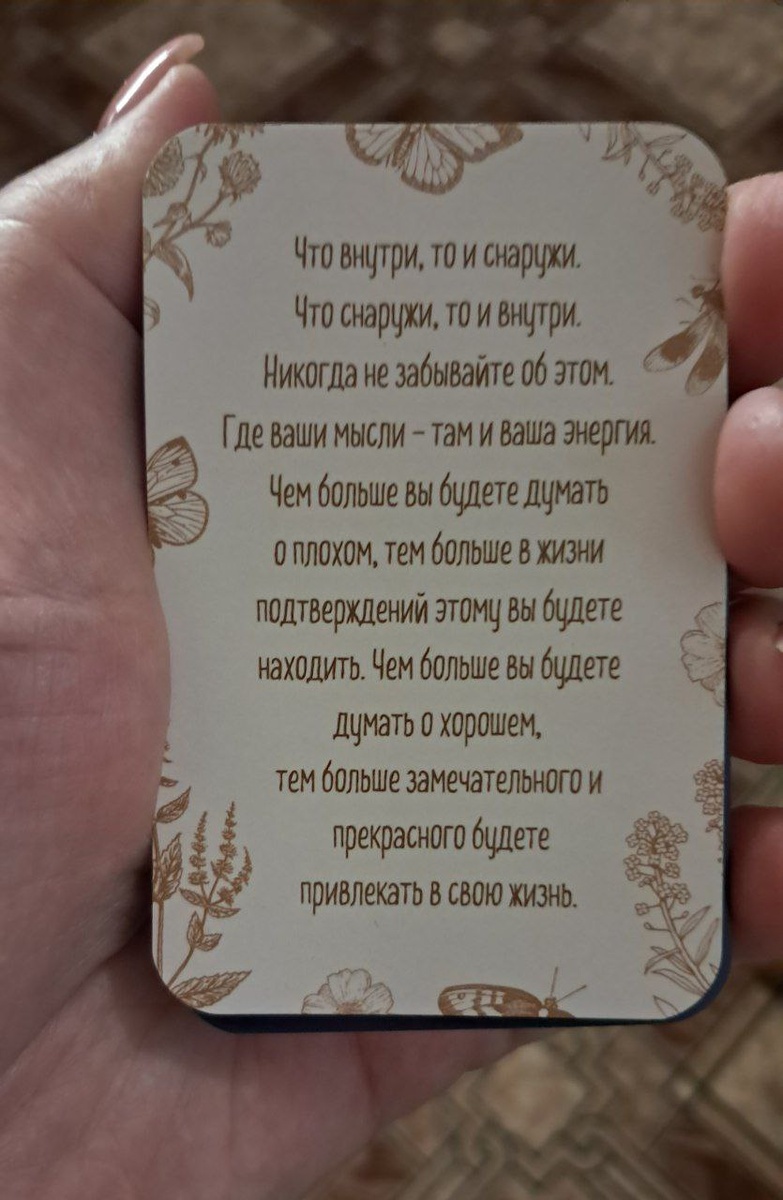 Что внутри, то и снаружи.
Что снаружи, то и внутри.
Никогда не забывайте об этом.
Где ваши мысли – там и ваша энергия.
Чем больше вы будете думать
о плохом, тем больше в жизни
подтверждений этому вы будете
находить. Чем больше вы будете
думать о хорошем,
тем больше замечательного и
прекрасного будете
привлекать в свою жизнь.